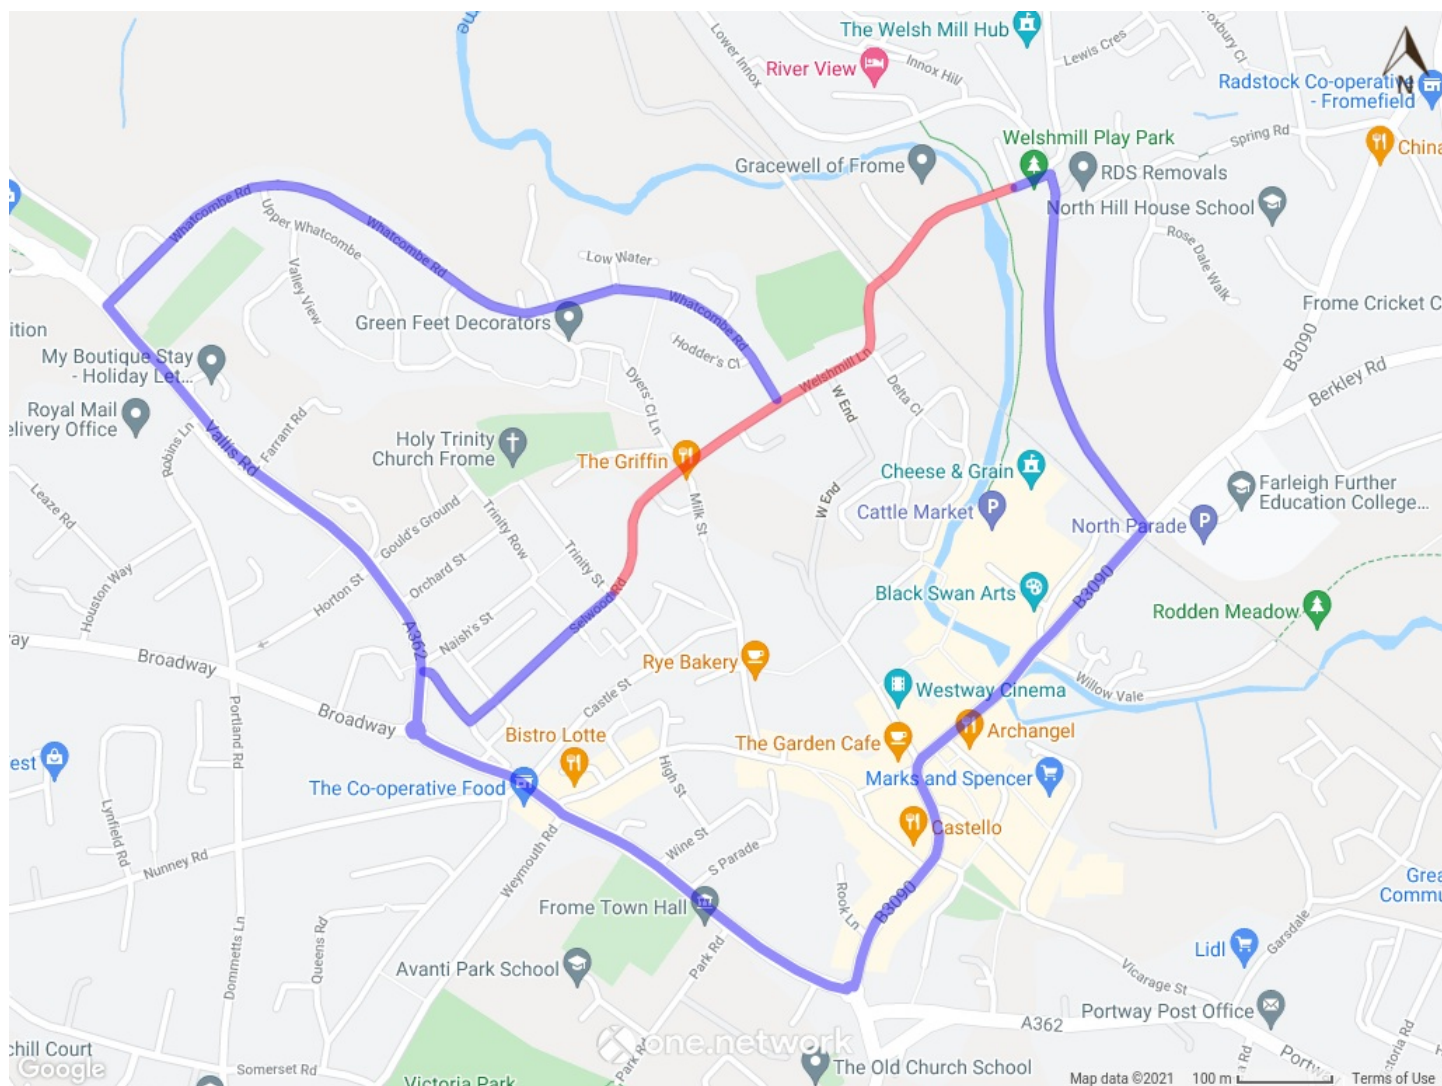 The Welsh Mill Hub
Lewis Cres
Lower Innox
Innox Hill
River View
N
Radstock Co-operative
- Fromefield
Spring Rd
China
Welshmill Play Park
Gracewell of Frome
RDS Removals
North Hill House School
Rose Dale Walk
Whatcombe Rd
Upper Whatcombe
Whatcombe Rd
Valley View
Low Water
Whatcombe Rd
Frome Cricket C
B3090
Berkley Rd
ition
Green Feet Decorators
Hodder's Cl
My Boutique Stay
- Holiday Let...
Welshmill Ln
Delta Cl
W End
Dyers' Cl Ln
Royal Mail
elivery Office
Robins Ln
Farrant Rd
Vallis Rd
Holy Trinity
Church Frome
The Griffin
Cheese & Grain
Farleigh Further
Education College...
Leaze Rd
Gould's Ground
Milk St
W End
Cattle Market
North Parade
Trinity Row
Trinity St
Orchard St
Horton St
Houston Way
Selwood Rd
Black Swan Arts
B3090
Rodden Meadow
Naish's St
A362
ay
Broadway
Rye Bakery
Castle St
Westway Cinema
Willow Vale
Portland Rd
Broadway
Bistro Lotte
The Garden Cafe
Archangel
est
High St
The Co-operative Food
Marks and Spencer
Lynfield Rd
Nunney Rd
Weymouth Rd
Wine St
S Parade
Castello
Grea
Commu
Rook Ln
B3090
Frome Town Hall
Queens Rd
Dommetts Ln
Park Rd
Garsdale
Lidl
Avanti Park School
Vicarage St
Portway Post Office
A362
chill Court
one.network
Park Rd
The Old Church School
Google
Somerset Rd
Victoria Park
Portw
Map data ©2021
100 m
Terms of Use